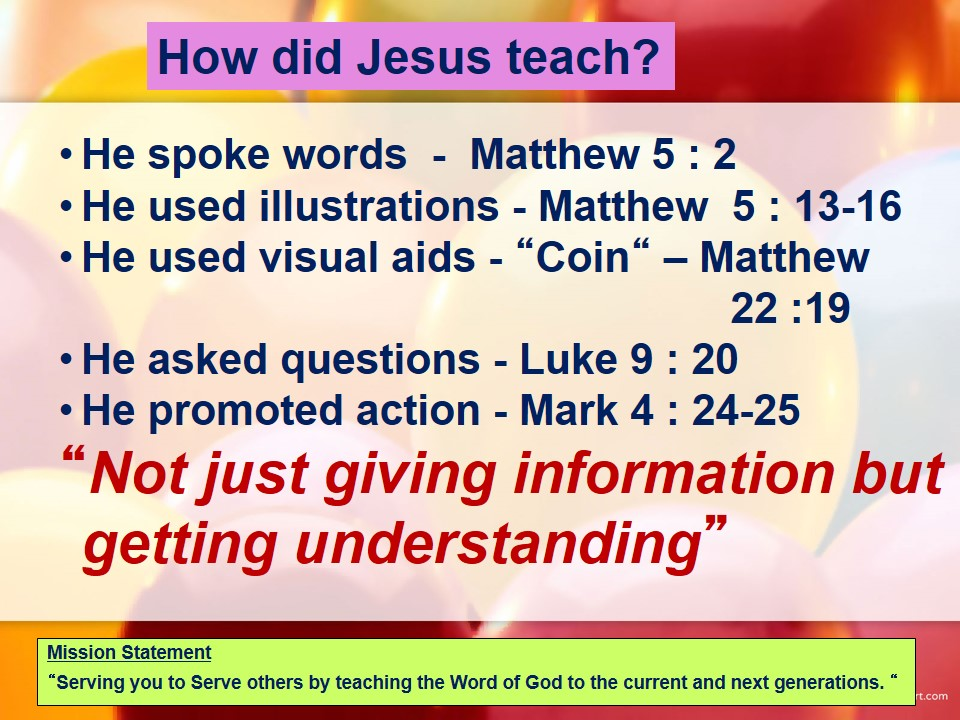 How did Jesus teach?
• He spoke words - Matthew 5 : 2
• He used illustrations - Matthew 5 : 13-16
• He used visual aids - “Coin“ – Matthew
22 :19
• He asked questions - Luke 9 : 20
• He promoted action - Mark 4 : 24-25
“Not just giving information but
getting understanding”
Mission Statement
“Serving you to Serve others by teaching the Word of God to the current and next generations. “
rt.com